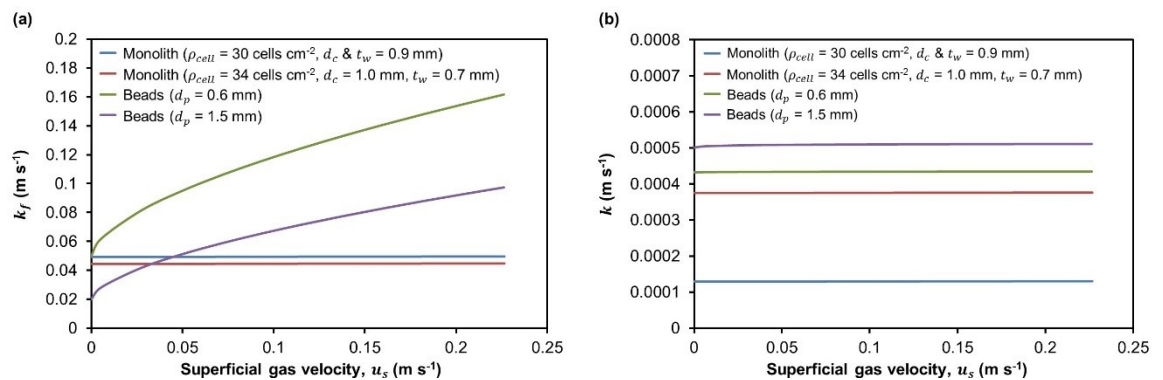 (a)
0.2
0.18
0.16
0.14
0.12
0.1
0.08
0.06
0.04
0.02
0
k_f (m s⁻¹)
Monolith (ρ_cell = 30 cells cm⁻², d_c & t_w = 0.9 mm)
Monolith (ρ_cell = 34 cells cm⁻², d_c = 1.0 mm, t_w = 0.7 mm)
Beads (d_p = 0.6 mm)
Beads (d_p = 1.5 mm)
0 0.05 0.1 0.15 0.2 0.25
Superficial gas velocity, u_s (m s⁻¹)
(b)
0.0008
0.0007
0.0006
0.0005
0.0004
0.0003
0.0002
0.0001
0
k (m s⁻¹)
Monolith (ρ_cell = 30 cells cm⁻², d_c & t_w = 0.9 mm)
Monolith (ρ_cell = 34 cells cm⁻², d_c = 1.0 mm, t_w = 0.7 mm)
Beads (d_p = 0.6 mm)
Beads (d_p = 1.5 mm)
0 0.05 0.1 0.15 0.2 0.25
Superficial gas velocity, u_s (m s⁻¹)